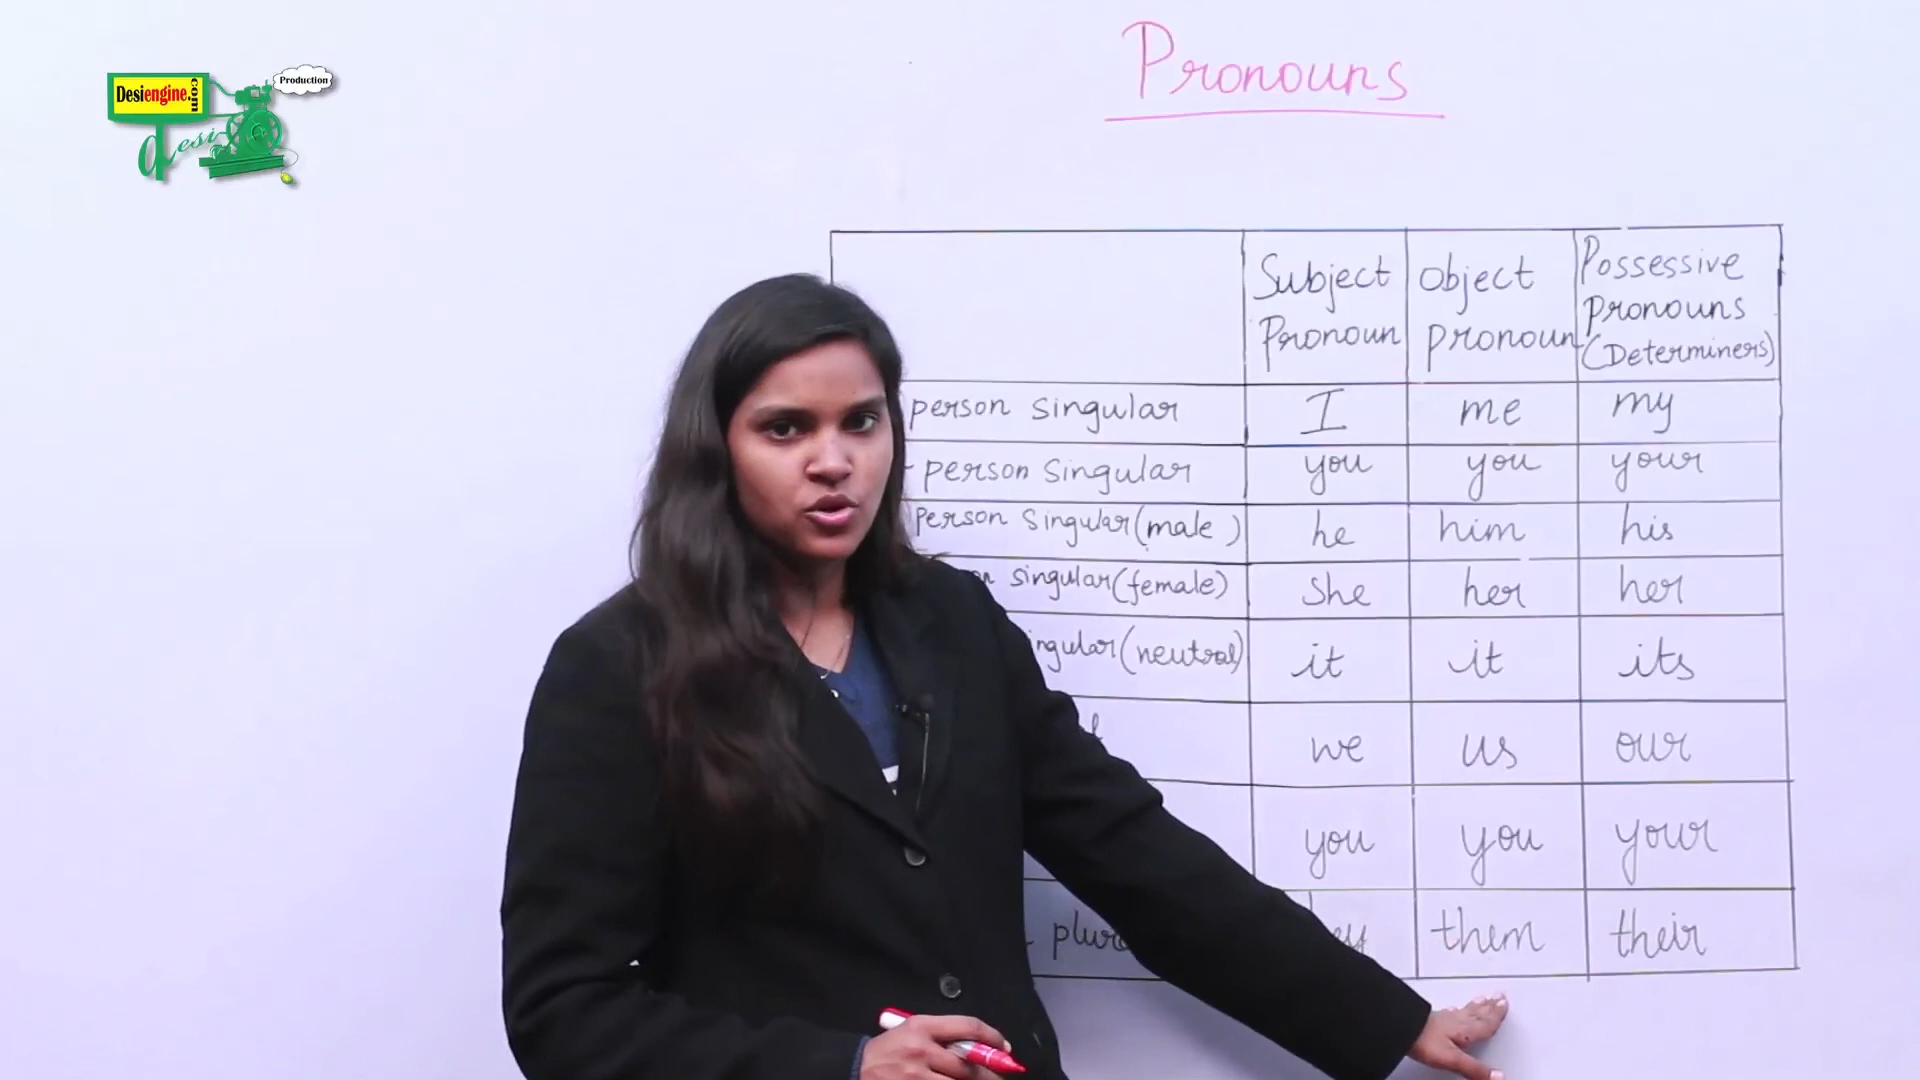 Production
Desiengine.com
desi
Pronouns
Subject Pronoun
Object pronoun
Possessive pronouns (Determiners)
person singular I me my
person singular you you your
person singular (male) he him his
singular (female) she her her
(neutral) it it its
we us our
you you your
them their